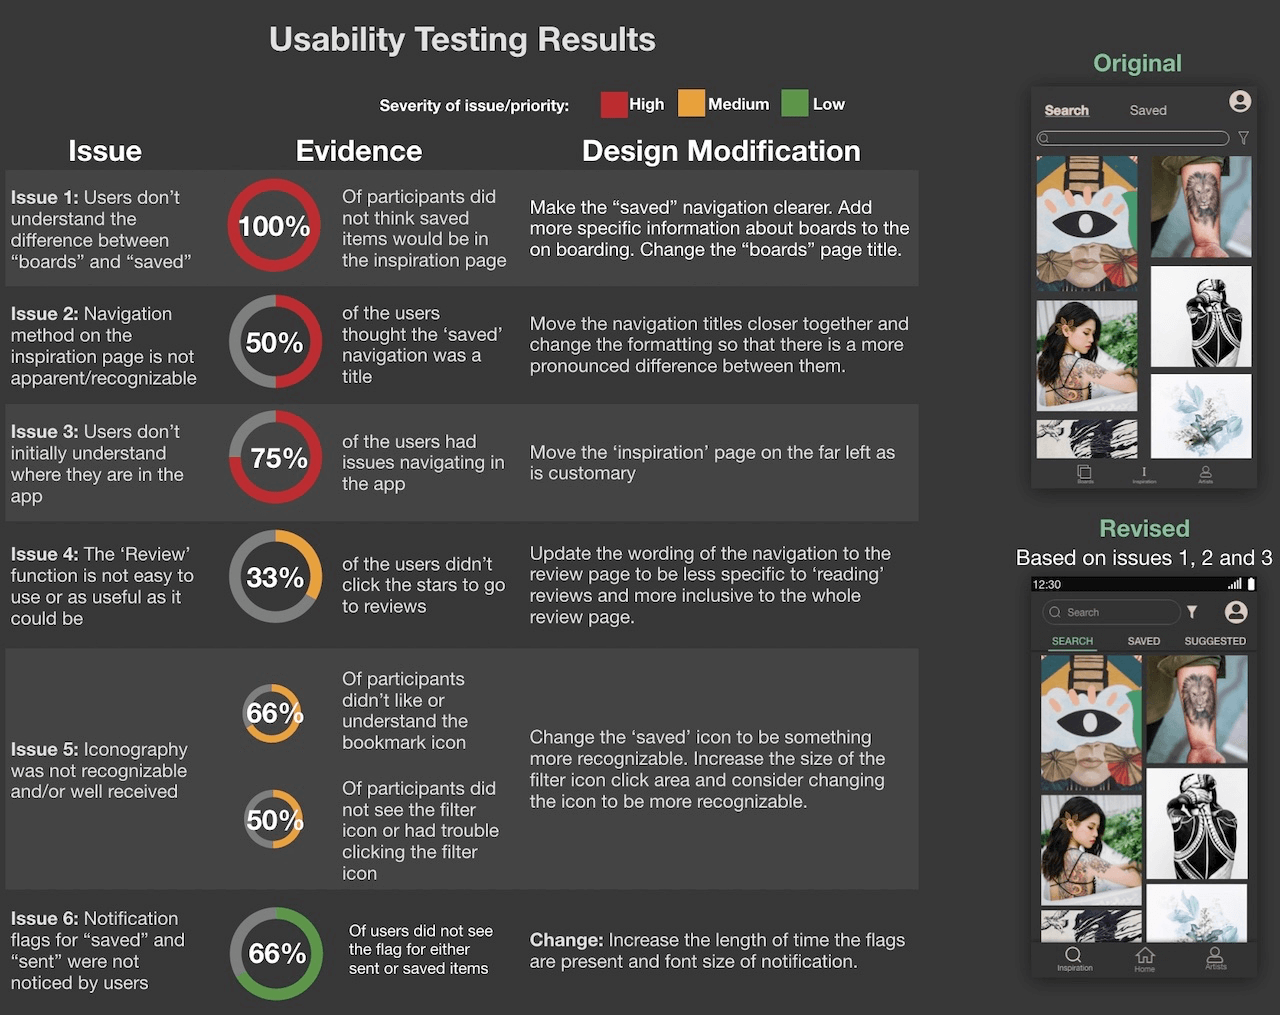 Usability Testing Results
Severity of issue/priority:
High
Medium
Low
Issue
Evidence
Design Modification
Issue 1: Users don’t
understand the
difference between
“boards” and “saved”
100%
Of participants did
not think saved
items would be in
the inspiration page
Make the “saved” navigation clearer. Add
more specific information about boards to the
on boarding. Change the “boards” page title.
Issue 2: Navigation
method on the
inspiration page is not
apparent/recognizable
50%
of the users
thought the ‘saved’
navigation was a
title
Move the navigation titles closer together and
change the formatting so that there is a more
pronounced difference between them.
Issue 3: Users don’t
initially understand
where they are in the
app
75%
of the users had
issues navigating in
the app
Move the ‘inspiration’ page on the far left as
is customary
Issue 4: The ‘Review’
function is not easy to
use or as useful as it
could be
33%
of the users didn’t
click the stars to go
to reviews
Update the wording of the navigation to the
review page to be less specific to ‘reading’
reviews and more inclusive to the whole
review page.
Issue 5: Iconography
was not recognizable
and/or well received
66%
Of participants
didn’t like or
understand the
bookmark icon
50%
Of participants did
not see the filter
icon or had trouble
clicking the filter
icon
Change the ‘saved’ icon to be something
more recognizable. Increase the size of the
filter icon click area and consider changing
the icon to be more recognizable.
Issue 6: Notification
flags for “saved” and
“sent” were not
noticed by users
66%
Of users did not see
the flag for either
sent or saved items
Change: Increase the length of time the flags
are present and font size of notification.
Original
Search
Saved
Boards
Inspiration
Artists
Revised
Based on issues 1, 2 and 3
12:30
Search
SEARCH
SAVED
SUGGESTED
Inspiration
Home
Artists